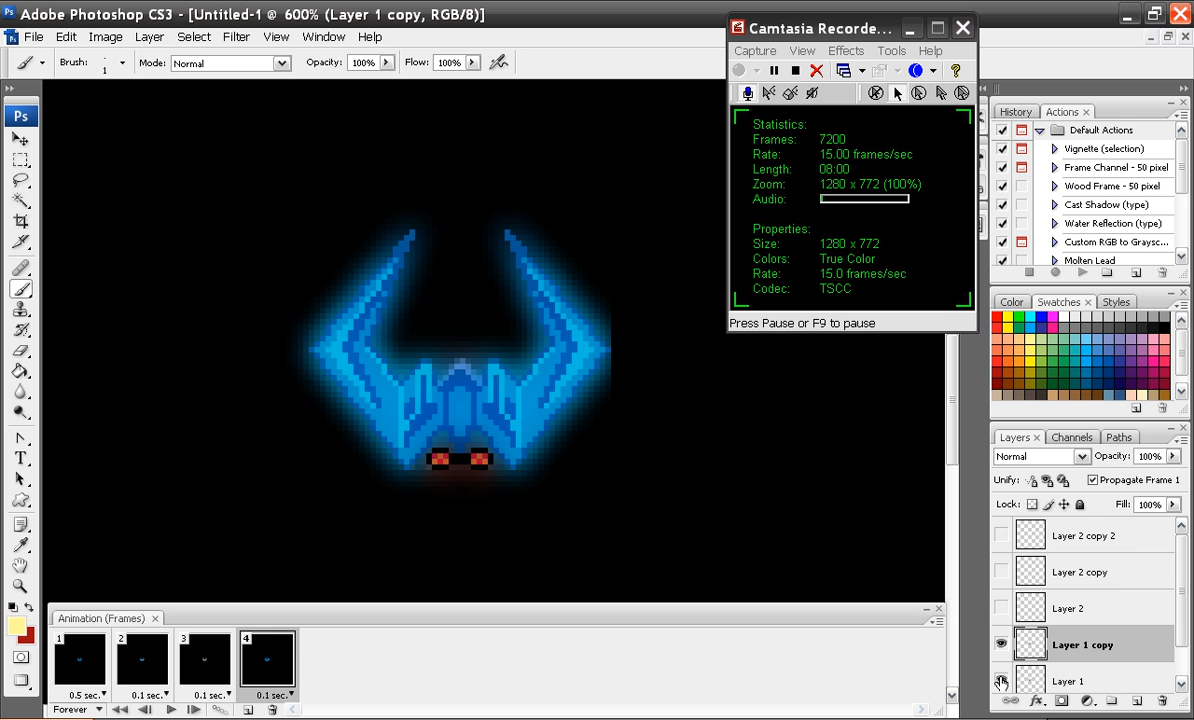 Adobe Photoshop CS3 - [Untitled-1 @ 600% (Layer 1 copy, RGB/8)]
File Edit Image Layer Select Filter View Window Help
Brush: 1 Mode: Normal Opacity: 100% Flow: 100%
Camtasia Recorde...
Capture View Effects Tools Help
Statistics:
Frames: 7200
Rate: 15.00 frames/sec
Length: 08:00
Zoom: 1280 x 772 (100%)
Audio:
Properties:
Size: 1280 x 772
Colors: True Color
Rate: 15.0 frames/sec
Codec: TSCC
Press Pause or F9 to pause
Ps
History Actions x
Default Actions
Vignette (selection)
Frame Channel - 50 pixel
Wood Frame - 50 pixel
Cast Shadow (type)
Water Reflection (type)
Custom RGB to Graysc...
Molten Lead
Color Swatches x Styles
Layers x Channels Paths
Normal Opacity: 100%
Unify: Propagate Frame 1
Lock: Fill: 100%
Layer 2 copy 2
Layer 2 copy
Layer 2
Layer 1 copy
Layer 1
Animation (Frames) x
1 2 3 4
0.5 sec. 0.1 sec. 0.1 sec. 0.1 sec.
Forever